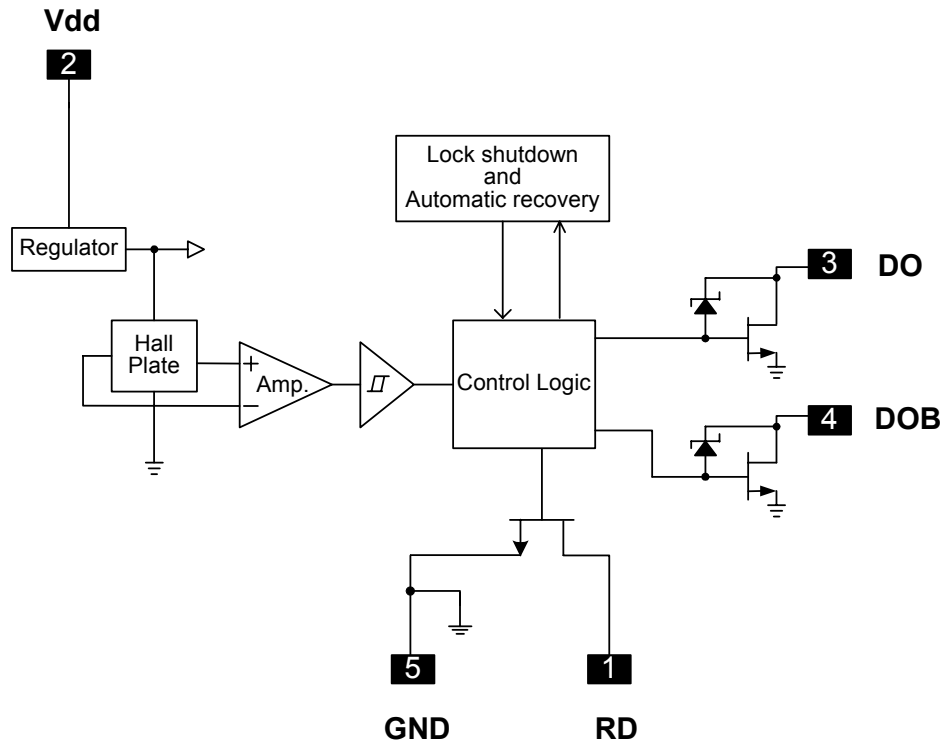 Vdd
2
Lock shutdown
and
Automatic recovery
Regulator
3 DO
Hall
Plate
+
Amp.
−
Control Logic
4 DOB
5
1
GND
RD